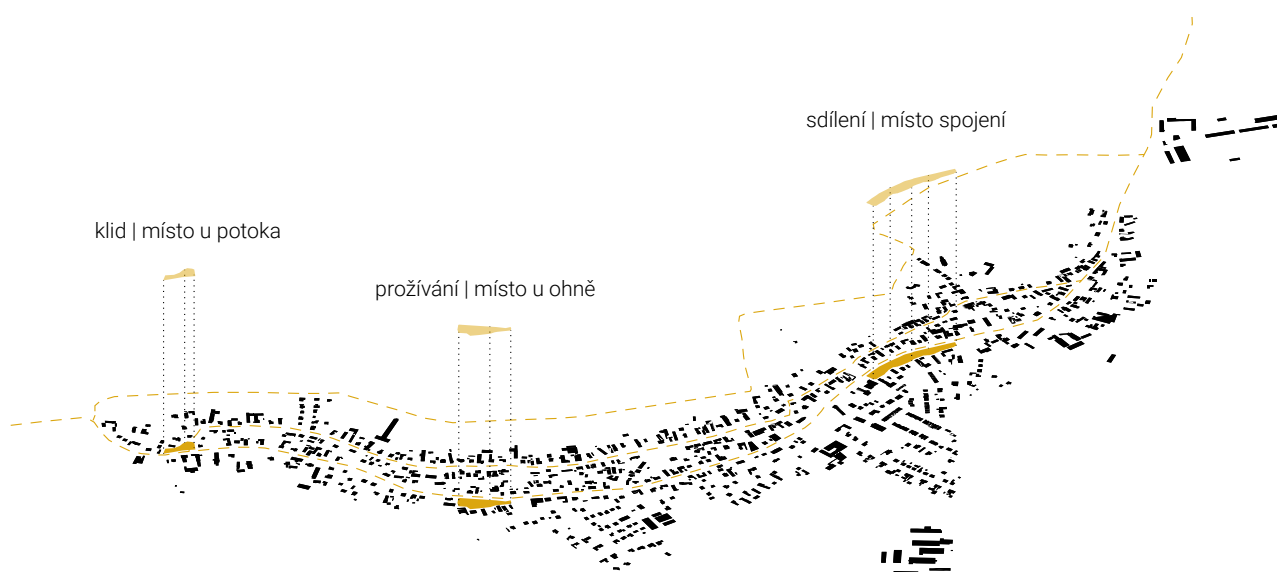 sdílení | místo spojení
klid | místo u potoka
prožívání | místo u ohně